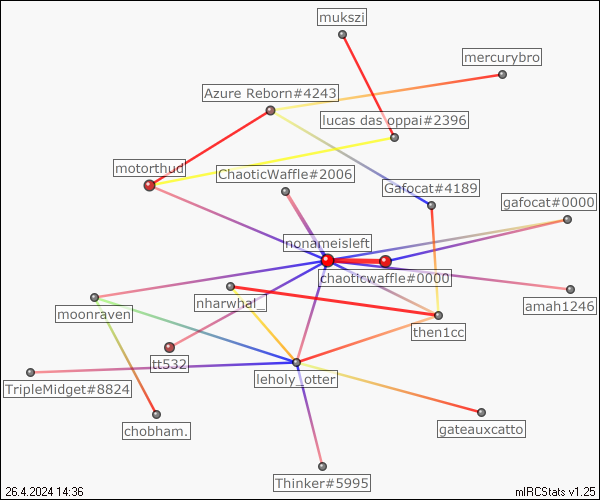 mukszi
mercurybro
Azure Reborn#4243
lucas das oppai#2396
motorthud
ChaoticWaffle#2006
Gafocat#4189
gafocat#0000
nonameisleft
chaoticwaffle#0000
amah1246
nharwhal_
moonraven
then1cc
tt532
leholy_otter
TripleMidget#8824
chobham.
gateauxcatto
Thinker#5995
26.4.2024 14:36
mIRCStats v1.25